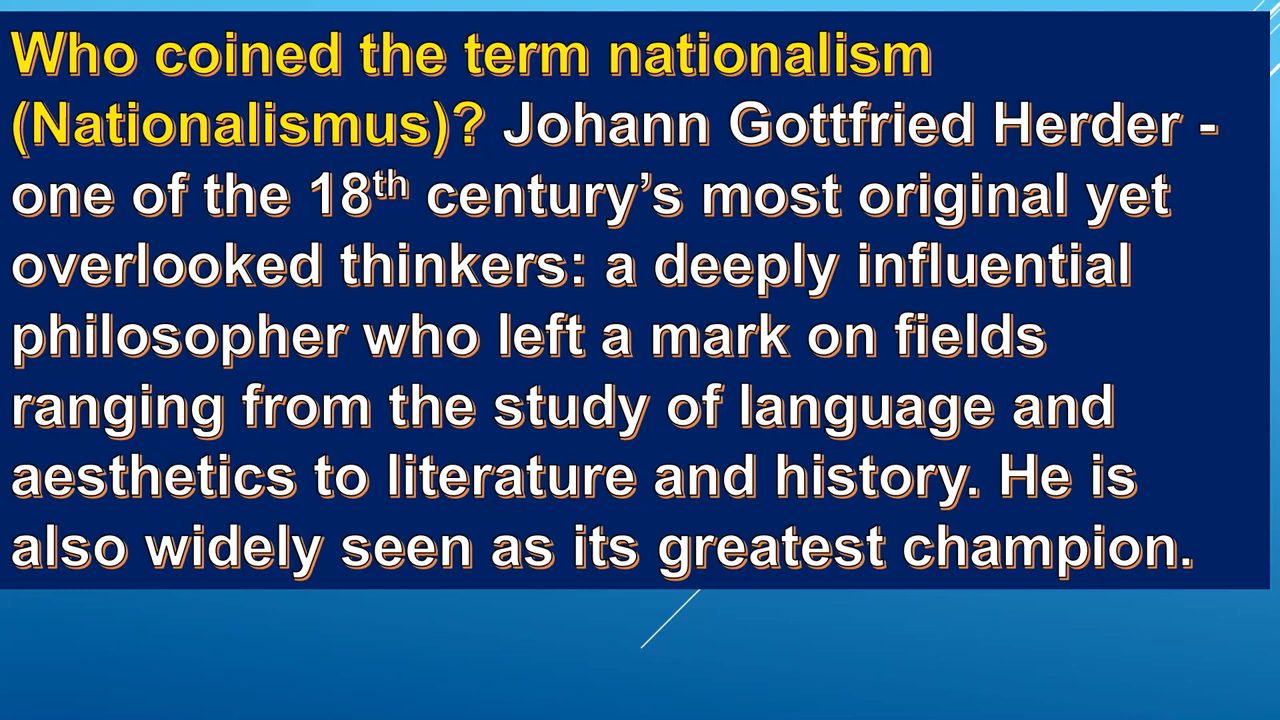 Who coined the term nationalism
(Nationalismus)? Johann Gottfried Herder -
one of the 18th century’s most original yet
overlooked thinkers: a deeply influential
philosopher who left a mark on fields
ranging from the study of language and
aesthetics to literature and history. He is
also widely seen as its greatest champion.